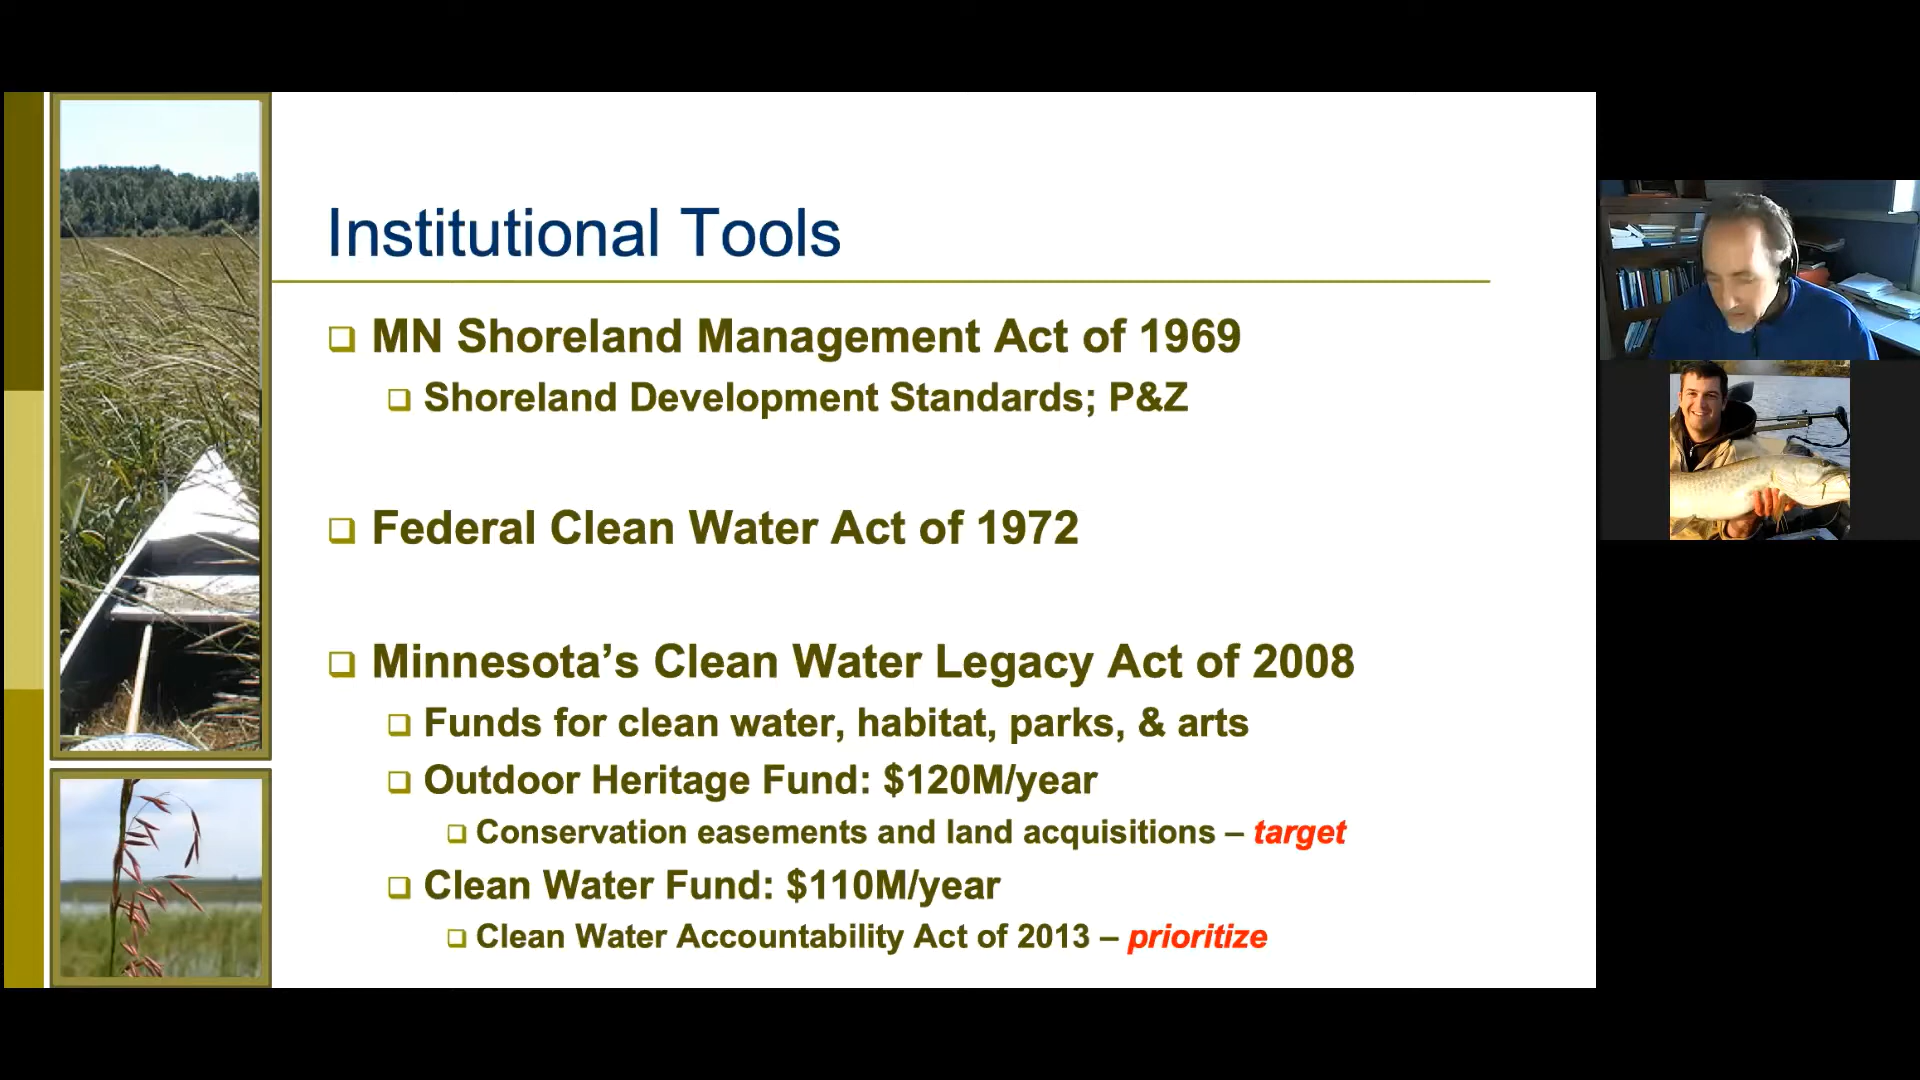 Institutional Tools
MN Shoreland Management Act of 1969
Shoreland Development Standards; P&Z
Federal Clean Water Act of 1972
Minnesota’s Clean Water Legacy Act of 2008
Funds for clean water, habitat, parks, & arts
Outdoor Heritage Fund: $120M/year
Conservation easements and land acquisitions – target
Clean Water Fund: $110M/year
Clean Water Accountability Act of 2013 – prioritize